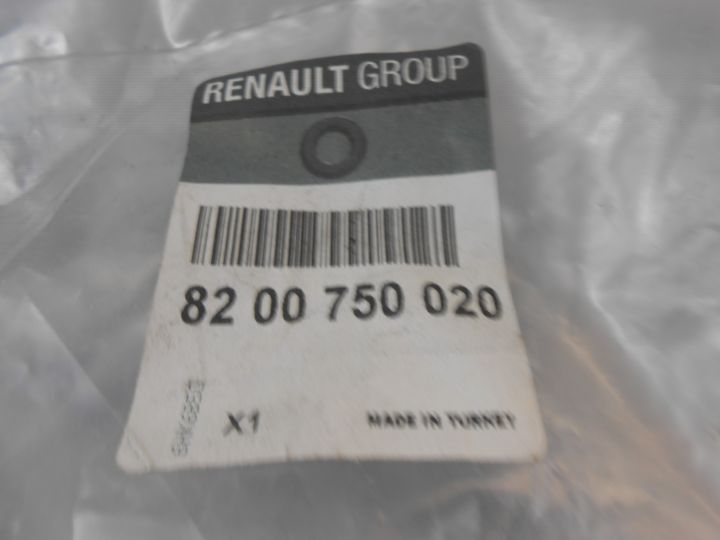 RENAULT GROUP
82 00 750 020
X1
MADE IN TURKEY